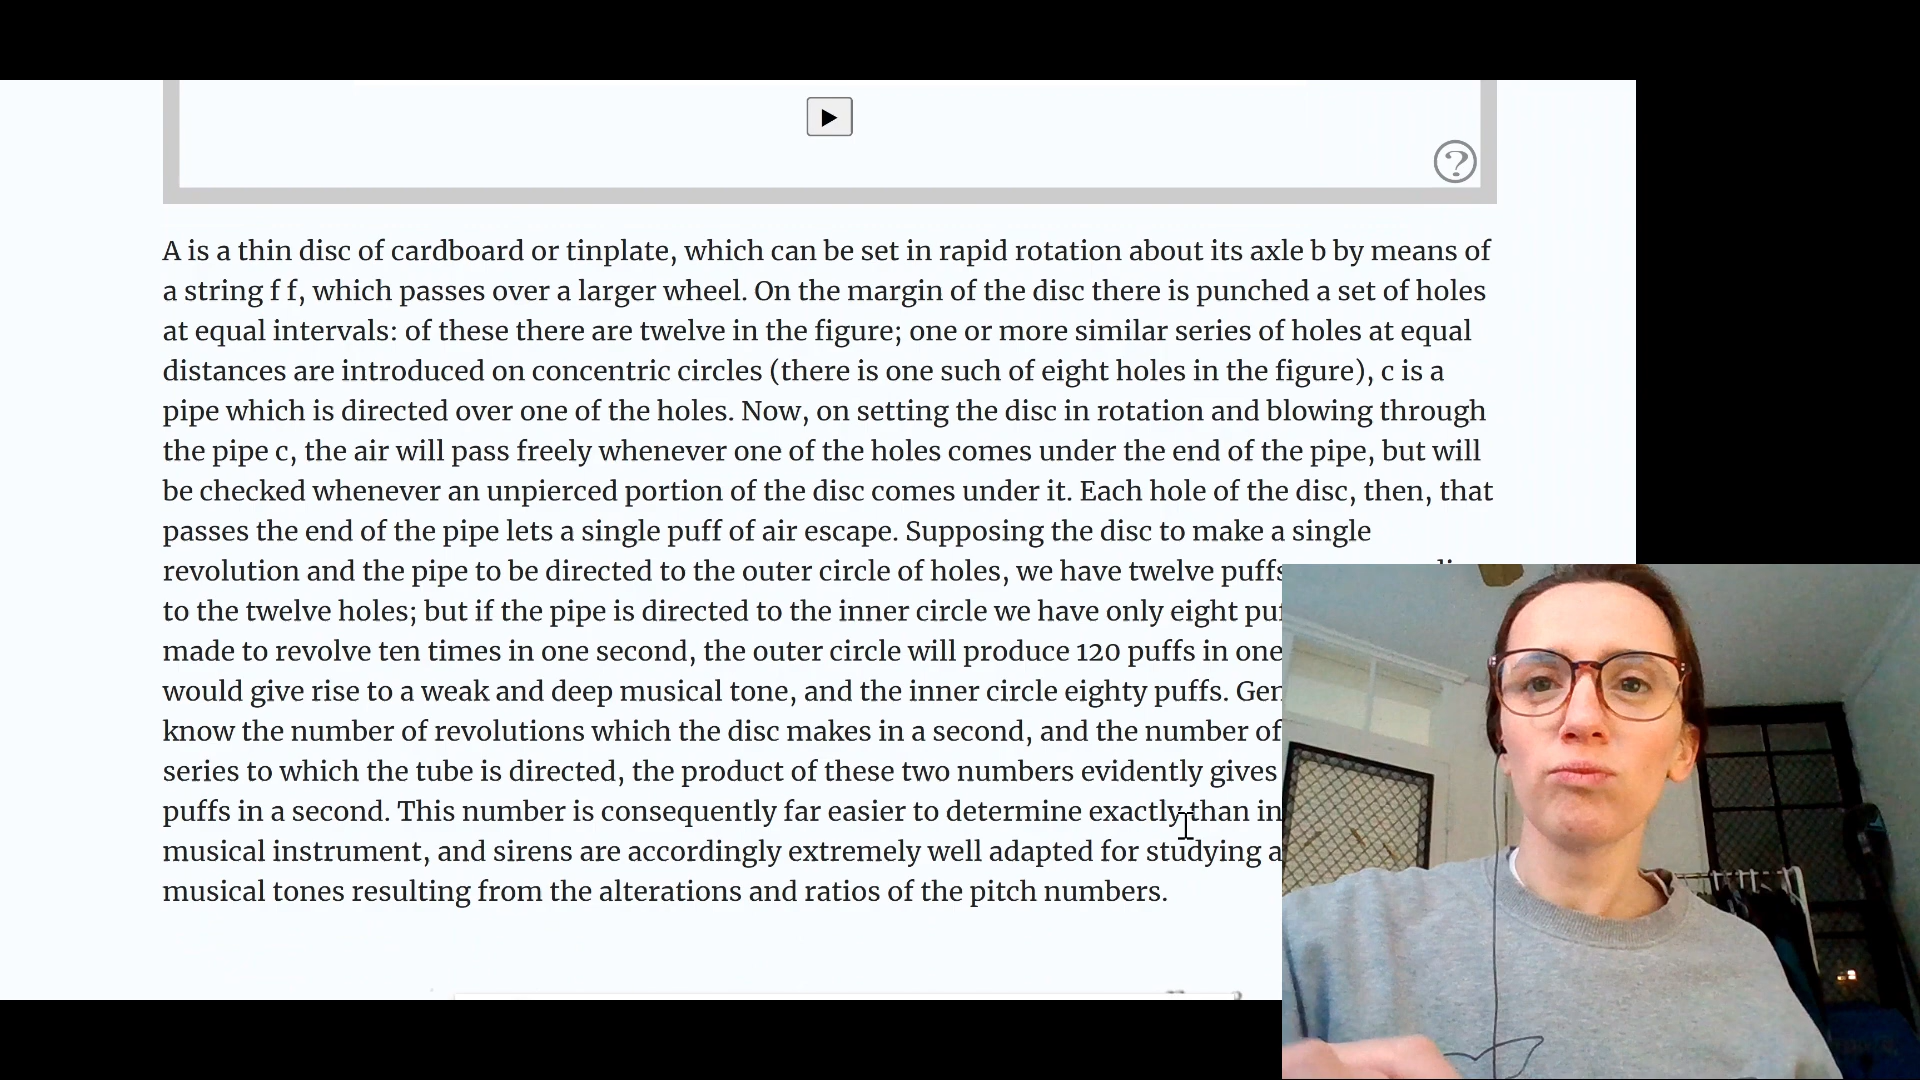 A is a thin disc of cardboard or tinplate, which can be set in rapid rotation about its axle b by means of
a string f f, which passes over a larger wheel. On the margin of the disc there is punched a set of holes
at equal intervals: of these there are twelve in the figure; one or more similar series of holes at equal
distances are introduced on concentric circles (there is one such of eight holes in the figure), c is a
pipe which is directed over one of the holes. Now, on setting the disc in rotation and blowing through
the pipe c, the air will pass freely whenever one of the holes comes under the end of the pipe, but will
be checked whenever an unpierced portion of the disc comes under it. Each hole of the disc, then, that
passes the end of the pipe lets a single puff of air escape. Supposing the disc to make a single
revolution and the pipe to be directed to the outer circle of holes, we have twelve puffs
to the twelve holes; but if the pipe is directed to the inner circle we have only eight
made to revolve ten times in one second, the outer circle will produce 120 puffs in one
would give rise to a weak and deep musical tone, and the inner circle eighty puffs.
know the number of revolutions which the disc makes in a second, and the number of
series to which the tube is directed, the product of these two numbers evidently gives
puffs in a second. This number is consequently far easier to determine exactly than in
musical instrument, and sirens are accordingly extremely well adapted for studying
musical tones resulting from the alterations and ratios of the pitch numbers.